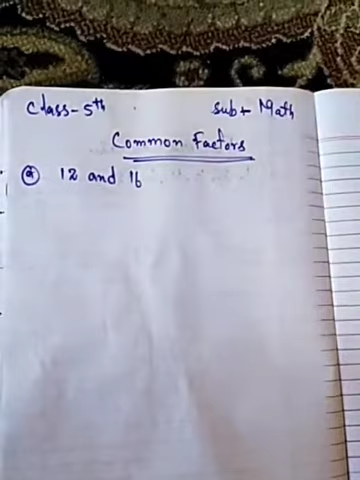 Class-5th Sub+ Math
Common Factors
(a) 12 and 16